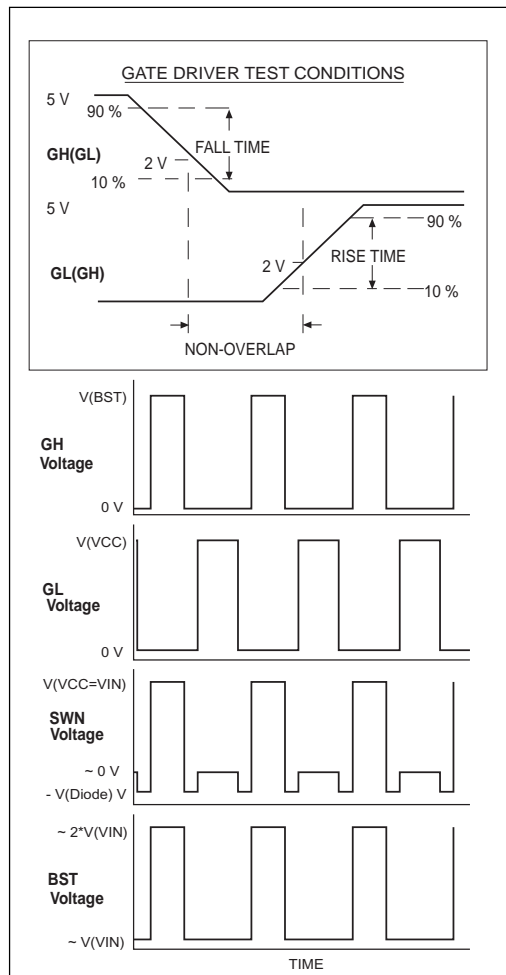 GATE DRIVER TEST CONDITIONS
5 V
90 %
FALL TIME
GH(GL)
2 V
10 %
5 V
90 %
2 V
RISE TIME
GL(GH)
10 %
NON-OVERLAP
V(BST)
GH
Voltage
0 V
V(VCC)
GL
Voltage
0 V
V(VCC=VIN)
SWN
Voltage
~ 0 V
- V(Diode) V
~ 2*V(VIN)
BST
Voltage
~ V(VIN)
TIME